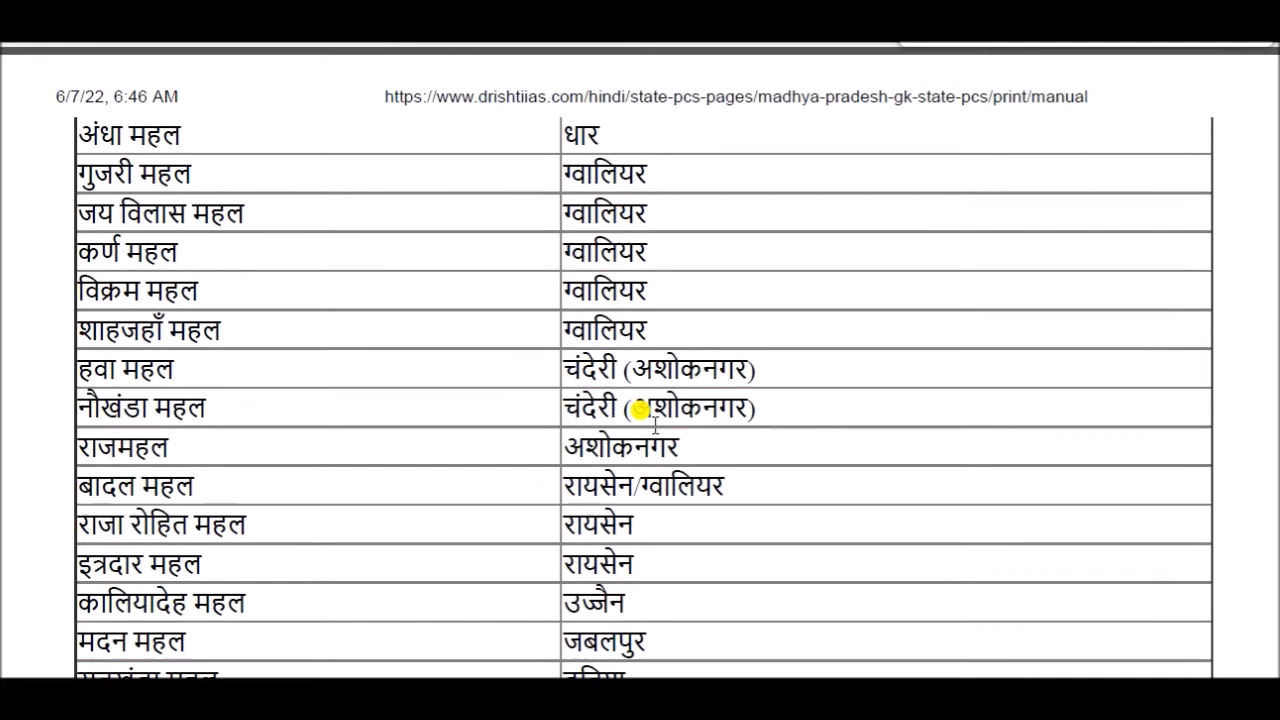 6/7/22, 6:46 AM https://www.drishtiias.com/hindi/state-pcs-pages/madhya-pradesh-gk-state-pcs/print/manual
अंधा महल धार
गुजरी महल ग्वालियर
जय विलास महल ग्वालियर
कर्ण महल ग्वालियर
विक्रम महल ग्वालियर
शाहजहाँ महल ग्वालियर
हवा महल चंदेरी (अशोकनगर)
नौखंडा महल चंदेरी (अशोकनगर)
राजमहल अशोकनगर
बादल महल रायसेन/ग्वालियर
राजा रोहित महल रायसेन
इत्रदार महल रायसेन
कालियादेह महल उज्जैन
मदन महल जबलपुर